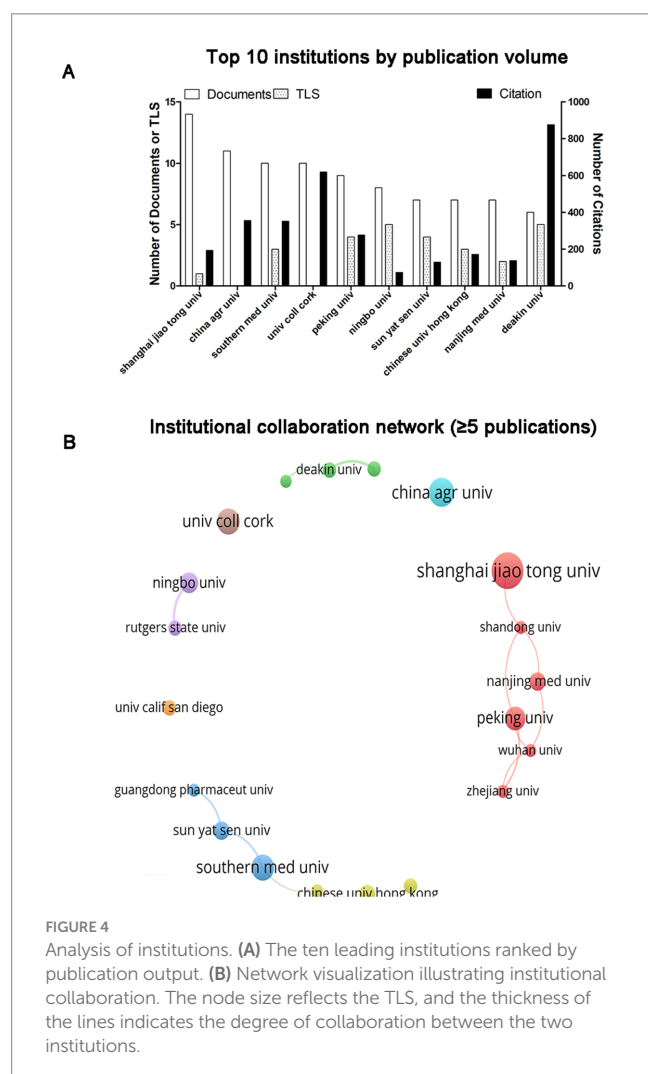 Top 10 institutions by publication volume
A
Documents TLS Citation
Number of Documents or TLS
15
10
5
0
1000
800
600
400
200
0
Number of Citations
shanghai jiao tong univ
china agr univ
southern med univ
univ coll cork
peking univ
ningbo univ
sun yat sen univ
chinese univ hong kong
nanjing med univ
deakin univ
Institutional collaboration network (≥5 publications)
B
deakin univ
china agr univ
univ coll cork
shanghai jiao tong univ
ningbo univ
rutgers state univ
shandong univ
nanjing med univ
univ calif san diego
peking univ
wuhan univ
guangdong pharmaceut univ
zhejiang univ
sun yat sen univ
southern med univ
chinese univ hong kong
FIGURE 4
Analysis of institutions. (A) The ten leading institutions ranked by
publication output. (B) Network visualization illustrating institutional
collaboration. The node size reflects the TLS, and the thickness of
the lines indicates the degree of collaboration between the two
institutions.